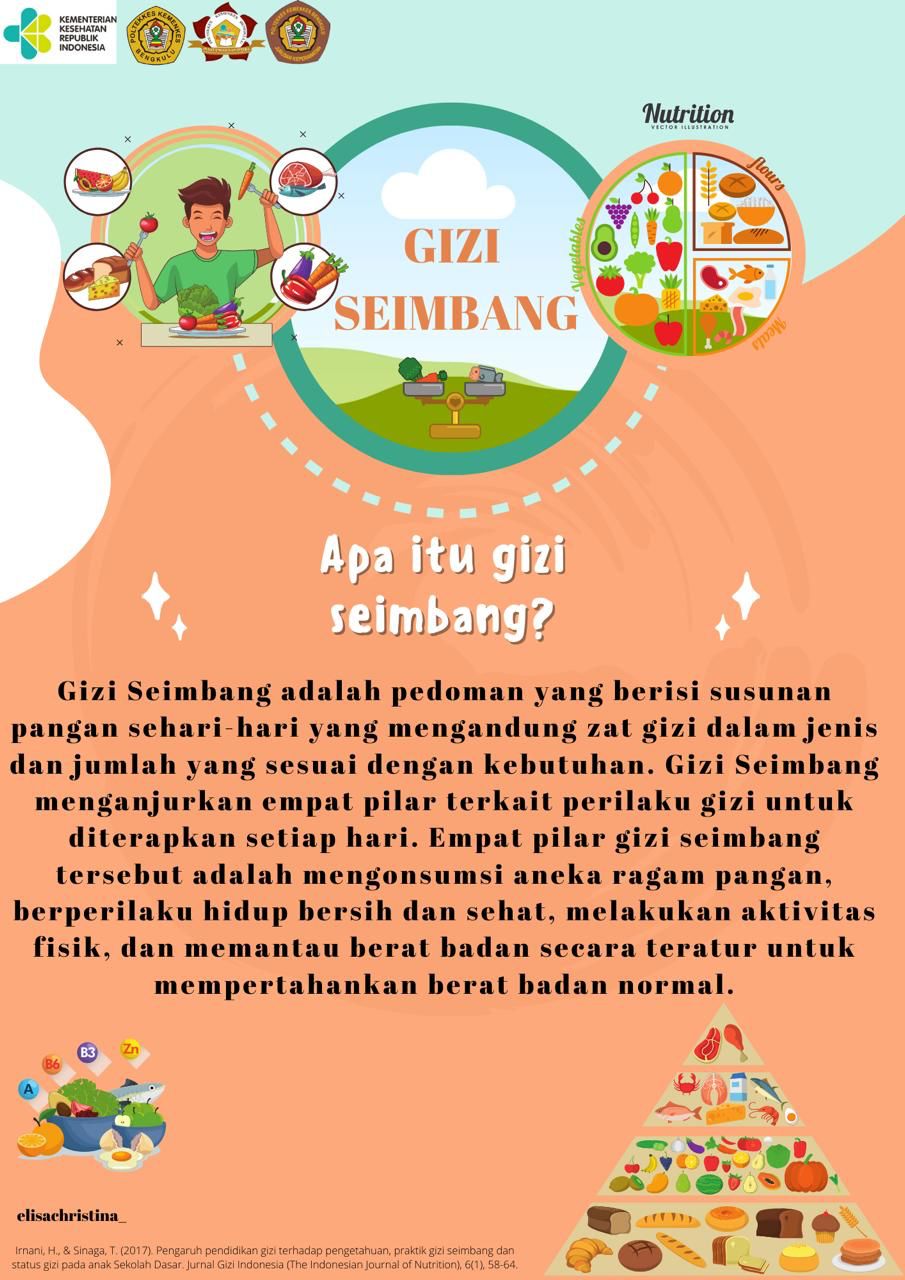 KEMENTERIAN
KESEHATAN
REPUBLIK
INDONESIA
POLTEKKES KEMENKES
BENGKULU
Nutrition
VECTOR ILLUSTRATION
flours
Vegetables
Meats
GIZI
SEIMBANG
Apa itu gizi
seimbang?
Gizi Seimbang adalah pedoman yang berisi susunan
pangan sehari-hari yang mengandung zat gizi dalam jenis
dan jumlah yang sesuai dengan kebutuhan. Gizi Seimbang
menganjurkan empat pilar terkait perilaku gizi untuk
diterapkan setiap hari. Empat pilar gizi seimbang
tersebut adalah mengonsumsi aneka ragam pangan,
berperilaku hidup bersih dan sehat, melakukan aktivitas
fisik, dan memantau berat badan secara teratur untuk
mempertahankan berat badan normal.
A
B6
B3
Zn
elisachristina_
Irnani, H., & Sinaga, T. (2017). Pengaruh pendidikan gizi terhadap pengetahuan, praktik gizi seimbang dan
status gizi pada anak Sekolah Dasar. Jurnal Gizi Indonesia (The Indonesian Journal of Nutrition), 6(1), 58-64.